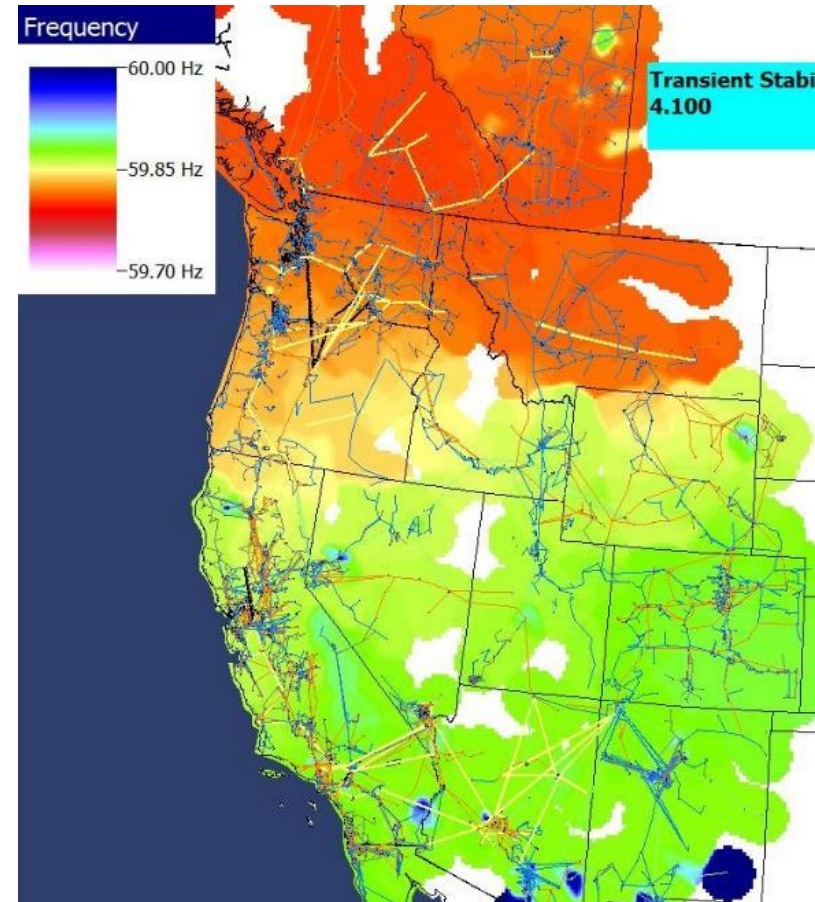 Frequency
60.00 Hz
59.85 Hz
59.70 Hz
Transient Stabi
4.100